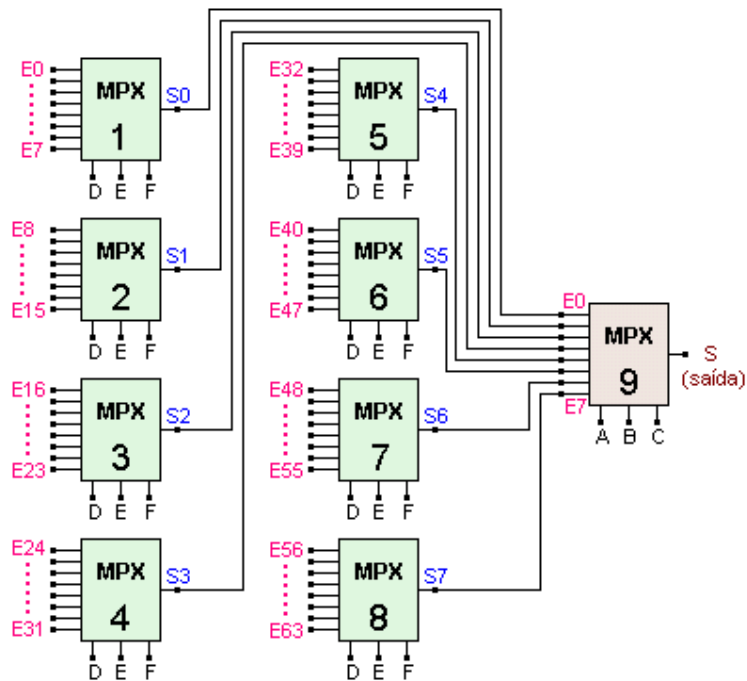 E0
MPX
1
S0
E7
D E F
E8
MPX
2
S1
E15
D E F
E16
MPX
3
S2
E23
D E F
E24
MPX
4
S3
E31
D E F
E32
MPX
5
S4
E39
D E F
E40
MPX
6
S5
E47
D E F
E48
MPX
7
S6
E55
D E F
E56
MPX
8
S7
E63
D E F
E0
MPX
9
E7
A B C
S
(saída)